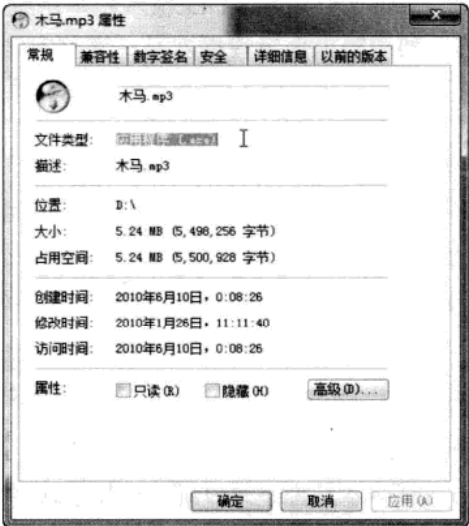 木马.mp3 属性
常规 兼容性 数字签名 安全 详细信息 以前的版本
木马.mp3
文件类型: 应用程序 (.exe)
描述: 木马.mp3
位置: D:\
大小: 5.24 MB (5,498,256 字节)
占用空间: 5.24 MB (5,500,928 字节)
创建时间: 2010年6月10日，0:08:26
修改时间: 2010年1月26日，11:11:40
访问时间: 2010年6月10日，0:08:26
属性: 只读(R) 隐藏(H) 高级(D)...
确定 取消 应用(A)